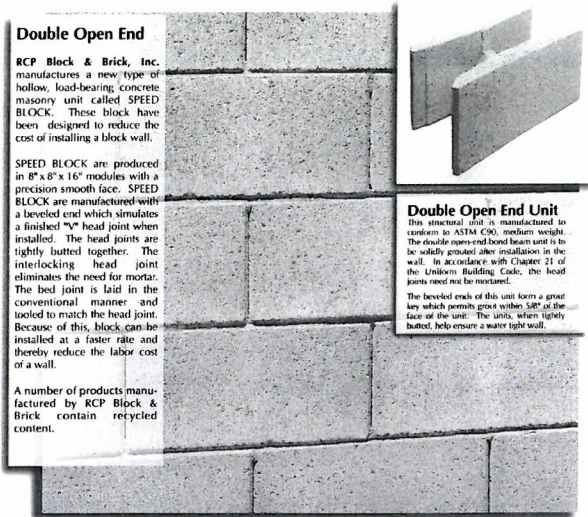 Double Open End
RCP Block & Brick, Inc.
manufactures a new type of
hollow, load-bearing concrete
masonry unit called SPEED
BLOCK. These block have
been designed to reduce the
cost of installing a block wall.
SPEED BLOCK are produced
in 8" x 8" x 16" modules with a
precision smooth face. SPEED
BLOCK are manufactured with
a beveled end which simulates
a finished "V" head joint when
installed. The head joints are
tightly butted together. The
interlocking head joint
eliminates the need for mortar.
The bed joint is laid in the
conventional manner and
tooled to match the head joint.
Because of this, block can be
installed at a faster rate and
thereby reduce the labor cost
of a wall.
A number of products manu-
factured by RCP Block &
Brick contain recycled
content.
Double Open End Unit
This structural unit is manufactured to
conform to ASTM C90, medium weight.
The double open-end-bond beam unit is to
be solidly grouted after installation in the
wall. In accordance with Chapter 21 of
the Uniform Building Code, the head
joints need not be mortared.
The beveled ends of this unit form a grout
key which permits grout within 5/8" of the
face of the unit. The units, when tightly
butted, help ensure a water tight wall.